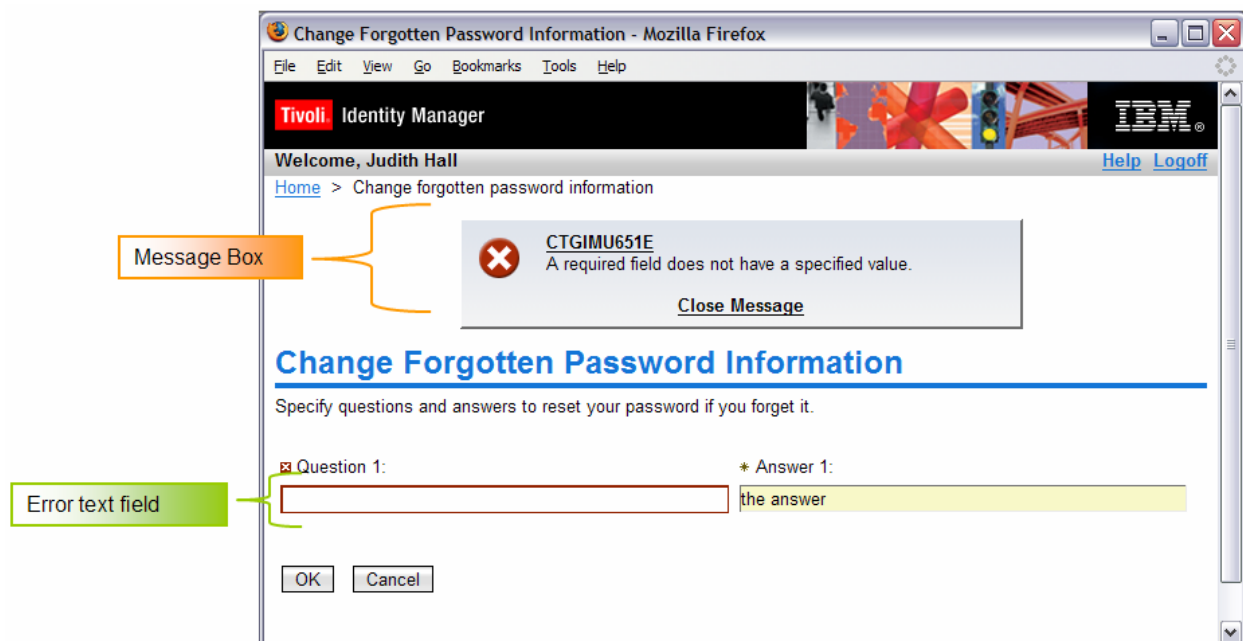 Change Forgotten Password Information - Mozilla Firefox
File Edit View Go Bookmarks Tools Help
Tivoli. Identity Manager
IBM®
Welcome, Judith Hall
Help Logoff
Home > Change forgotten password information
Message Box
CTGIMU651E
A required field does not have a specified value.
Close Message
Change Forgotten Password Information
Specify questions and answers to reset your password if you forget it.
Question 1:
* Answer 1:
Error text field
the answer
OK Cancel